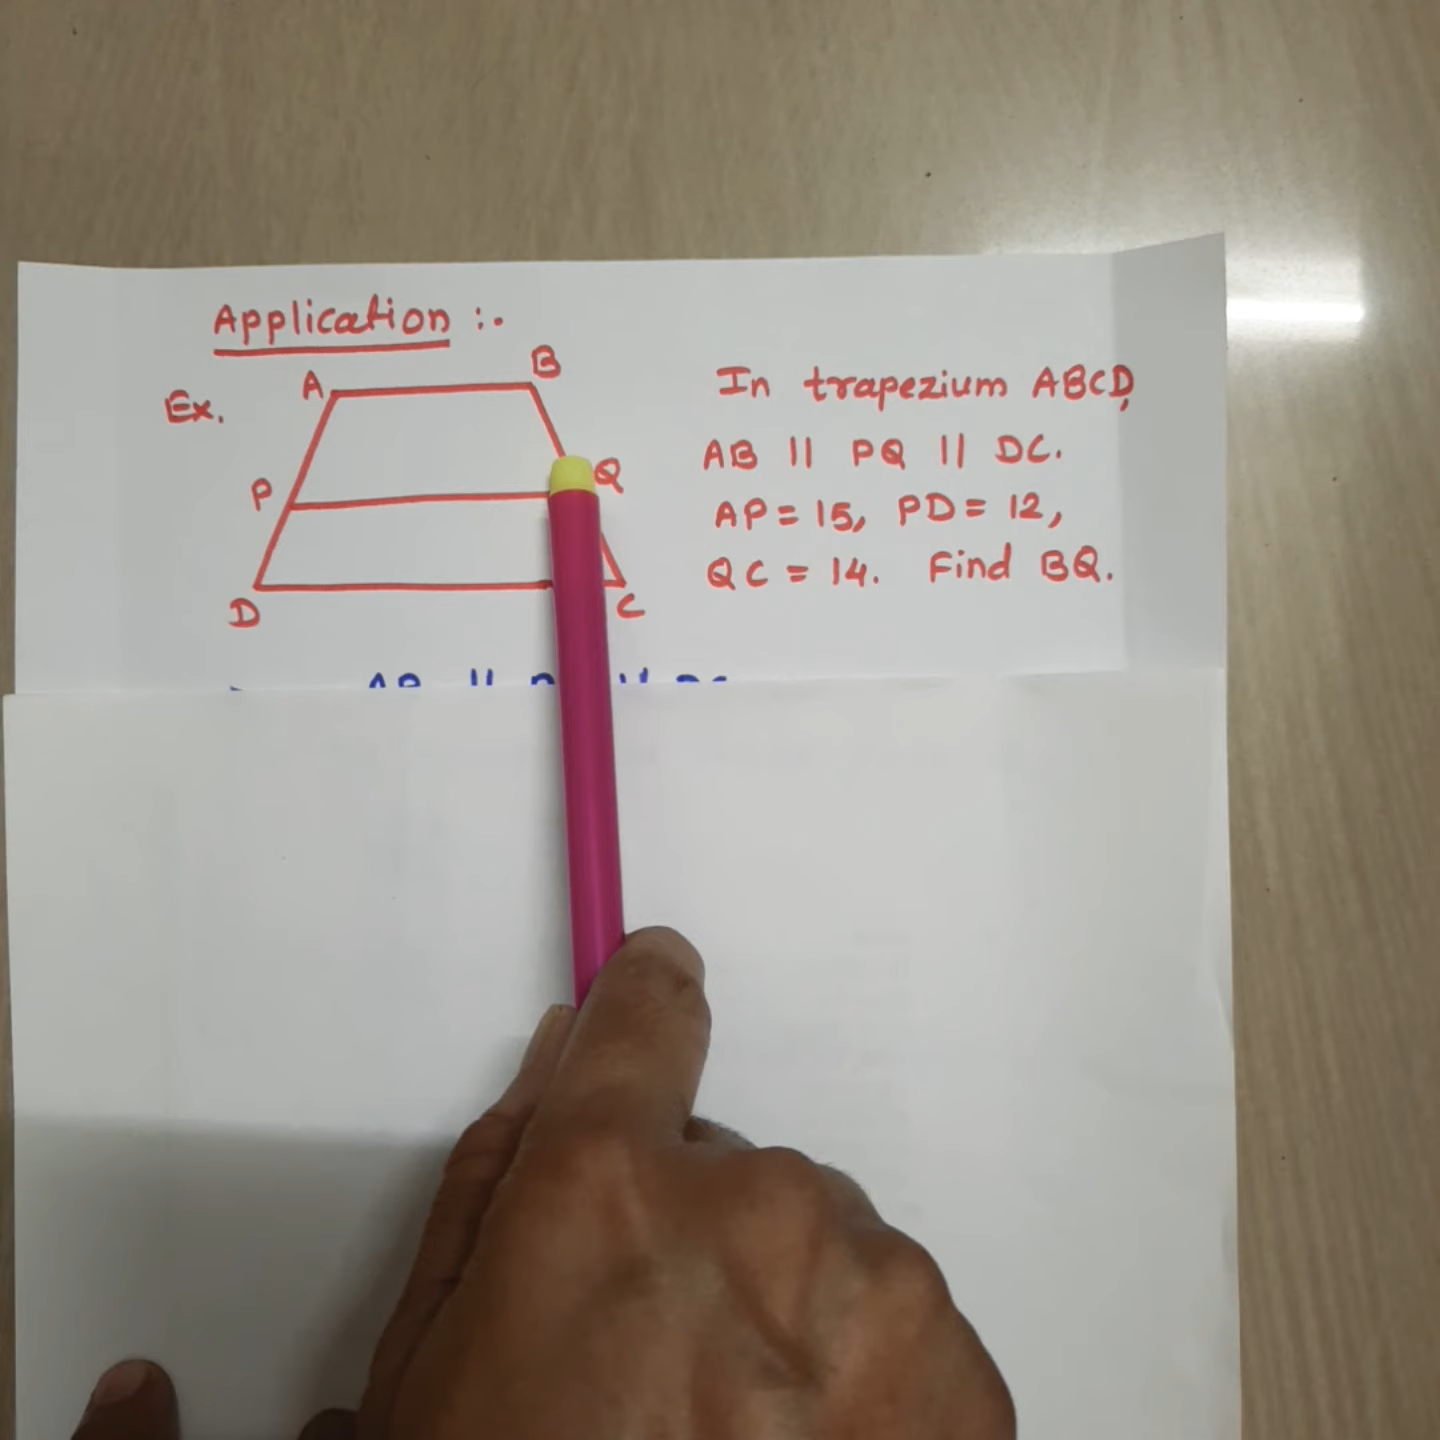 Application :.
Ex.
A
B
P
Q
D
C
In trapezium ABCD,
AB || PQ || DC.
AP = 15, PD = 12,
QC = 14. Find BQ.